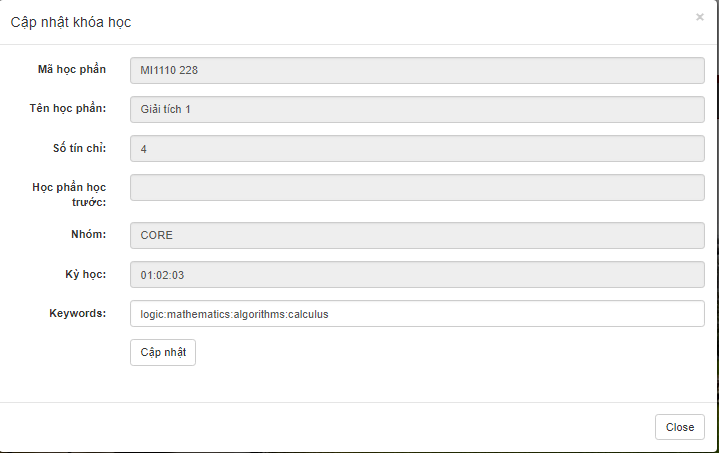 Cập nhật khóa học
×
Mã học phần
MI1110 228
Tên học phần:
Giải tích 1
Số tín chỉ:
4
Học phần học
trước:
Nhóm:
CORE
Kỳ học:
01:02:03
Keywords:
logic:mathematics:algorithms:calculus
Cập nhật
Close